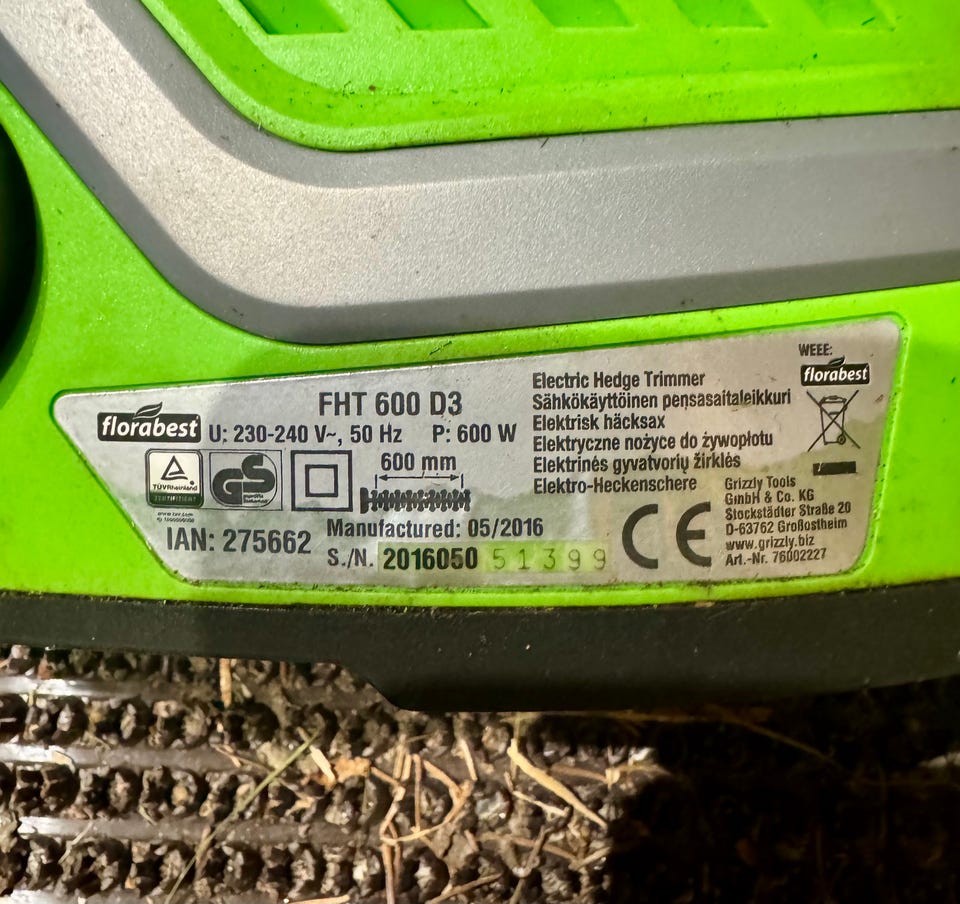 florabest
FHT 600 D3
U: 230-240 V~, 50 Hz P: 600 W
TÜVRheinland
CERTIFIZIERT
GS
600 mm
IAN: 275662
Manufactured: 05/2016
S./N. 2016050 51399
Electric Hedge Trimmer
Sähkökäyttöinen pensasaitaleikkuri
Elektrisk häcksax
Elektryczne nożyce do żywopłotu
Elektrinės gyvatvorių žirklės
Elektro-Heckenschere
CE
WEEE:
florabest
Grizzly Tools
GmbH & Co. KG
Stockstädter Straße 20
D-63762 Großostheim
www.grizzly.biz
Art.-Nr. 76002227